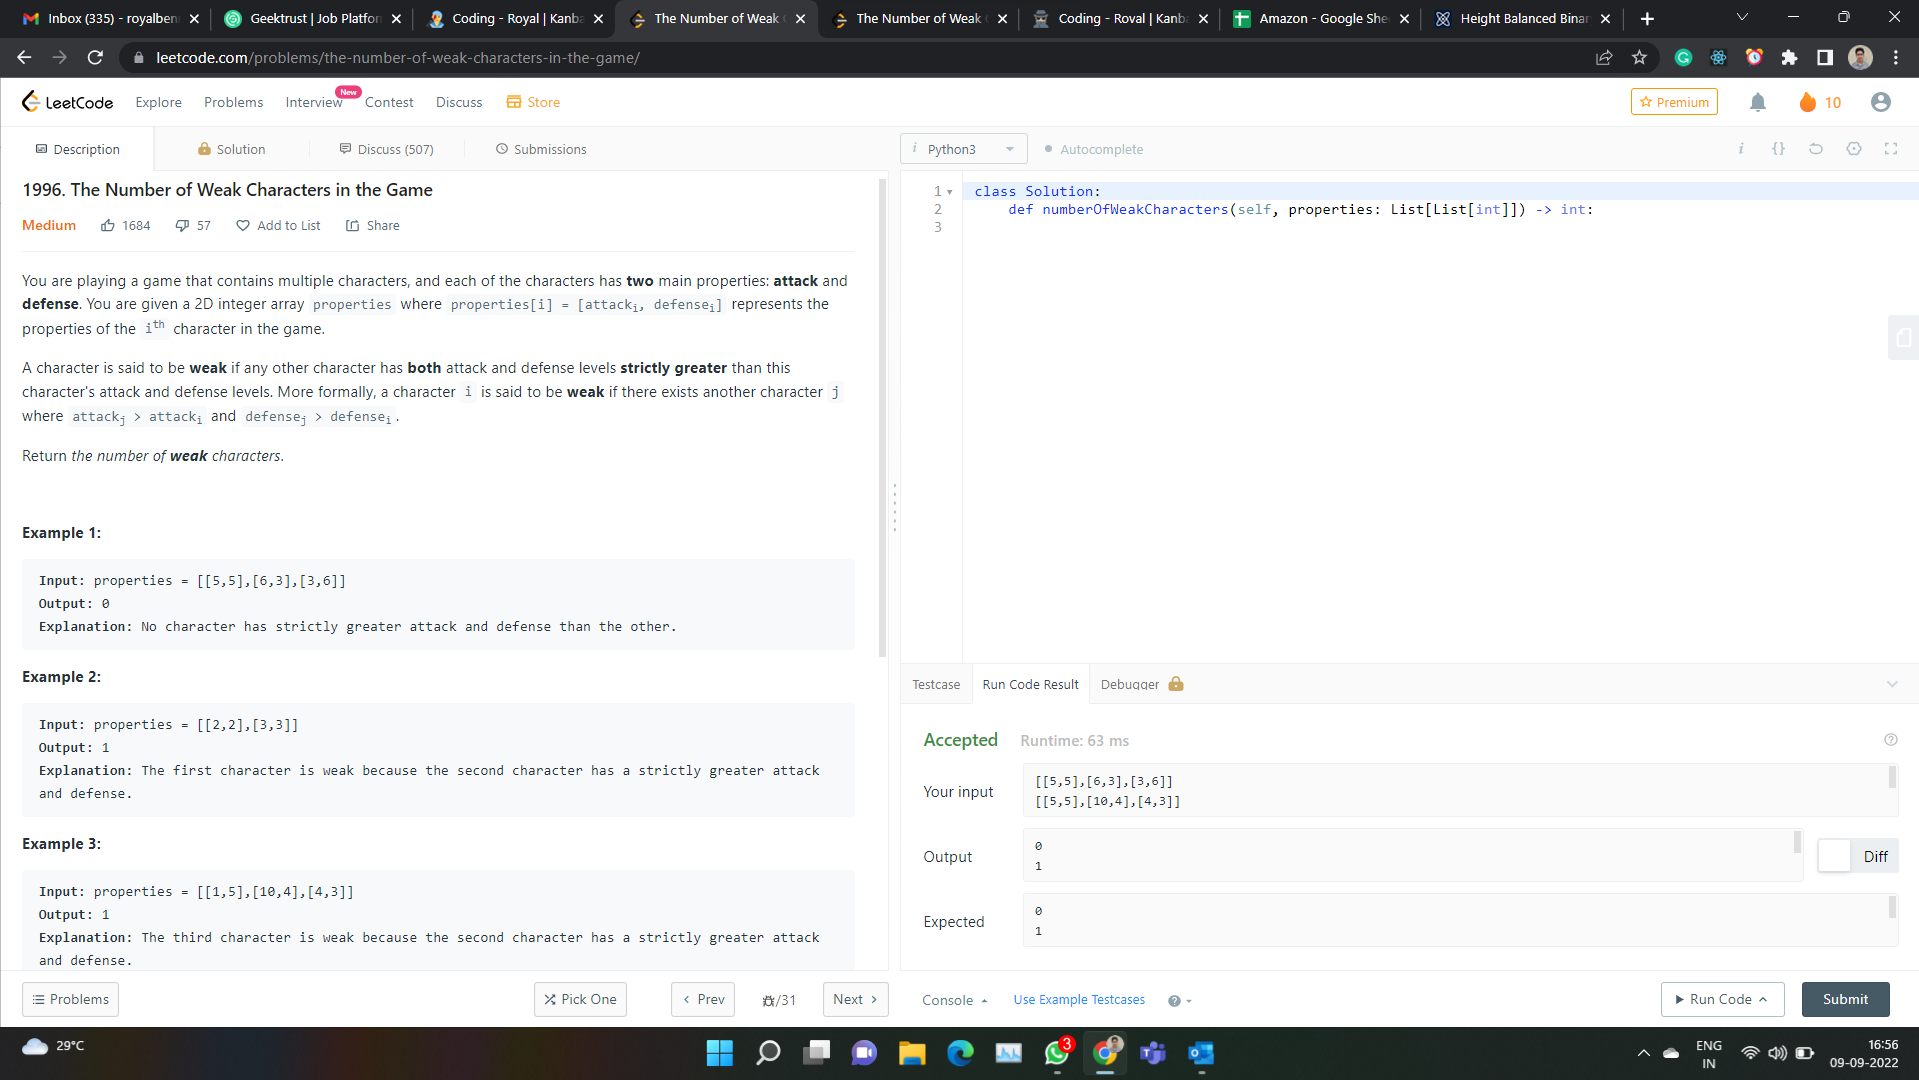 Inbox (335) - royalben
Geektrust | Job Platfor
Coding - Royal | Kanba
The Number of Weak C
The Number of Weak C
Coding - Royal | Kanba
Amazon - Google She
Height Balanced Binar
leetcode.com/problems/the-number-of-weak-characters-in-the-game/
LeetCode
Explore
Problems
Interview
New
Contest
Discuss
Store
Premium
10
Description
Solution
Discuss (507)
Submissions
i Python3
Autocomplete
i {}
1996. The Number of Weak Characters in the Game
Medium 1684 57 Add to List Share
You are playing a game that contains multiple characters, and each of the characters has two main properties: attack and
defense. You are given a 2D integer array properties where properties[i] = [attacki, defensei] represents the
properties of the ith character in the game.
A character is said to be weak if any other character has both attack and defense levels strictly greater than this
character's attack and defense levels. More formally, a character i is said to be weak if there exists another character j
where attackj > attacki and defensej > defensei.
Return the number of weak characters.
Example 1:
Input: properties = [[5,5],[6,3],[3,6]]
Output: 0
Explanation: No character has strictly greater attack and defense than the other.
Example 2:
Input: properties = [[2,2],[3,3]]
Output: 1
Explanation: The first character is weak because the second character has a strictly greater attack
and defense.
Example 3:
Input: properties = [[1,5],[10,4],[4,3]]
Output: 1
Explanation: The third character is weak because the second character has a strictly greater attack
and defense.
1 class Solution:
2 def numberOfWeakCharacters(self, properties: List[List[int]]) -> int:
3
Testcase
Run Code Result
Debugger
Accepted Runtime: 63 ms
Your input
[[5,5],[6,3],[3,6]]
[[5,5],[10,4],[4,3]]
Output
0
1
Diff
Expected
0
1
Problems
Pick One
Prev
/31
Next
Console
Use Example Testcases
Run Code
Submit
29°C
3
ENG
IN
16:56
09-09-2022